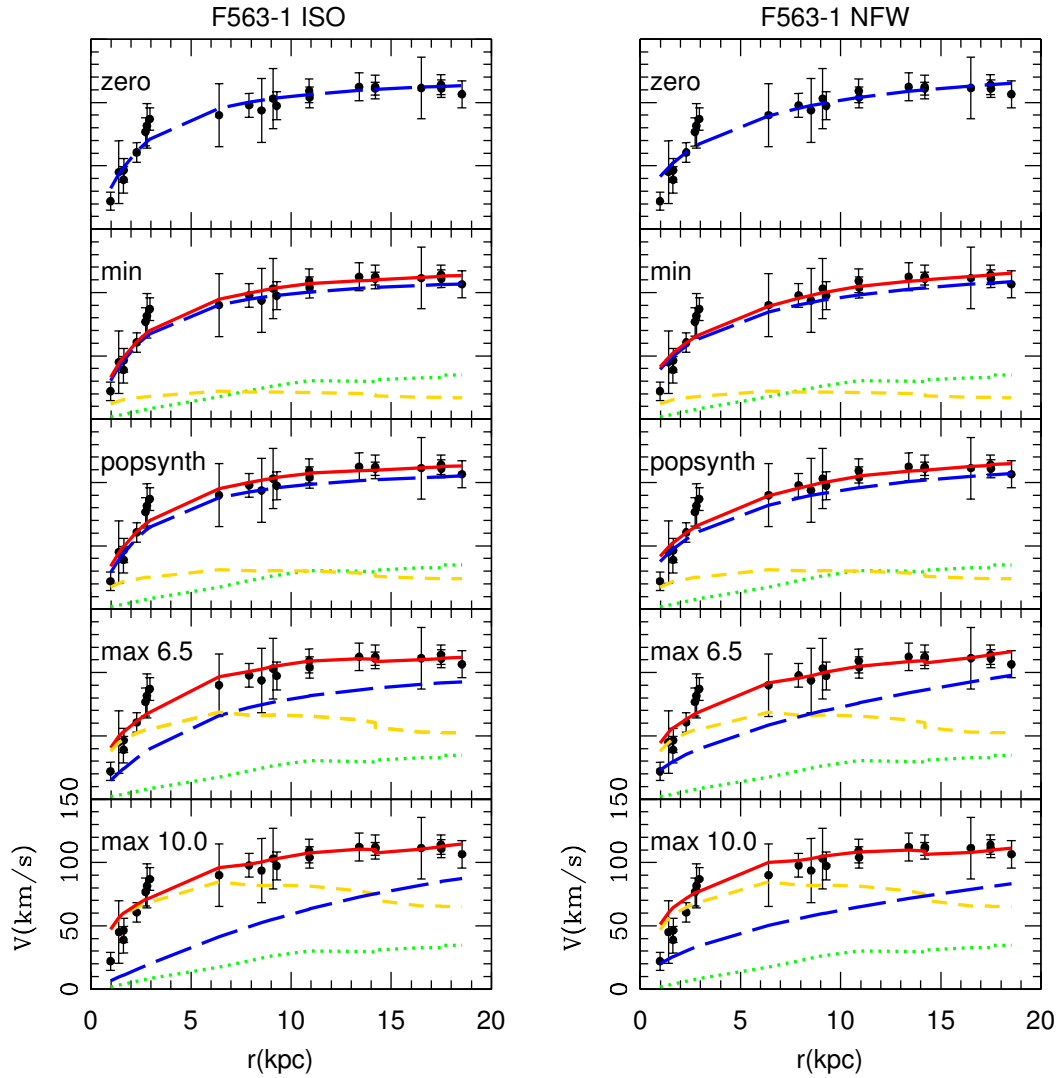 F563-1 ISO
F563-1 NFW
zero
zero
min
min
popsynth
popsynth
max 6.5
max 6.5
max 10.0
max 10.0
150
100
50
0
V(km/s)
150
100
50
0
V(km/s)
0 5 10 15 20
0 5 10 15 20
r(kpc)
r(kpc)